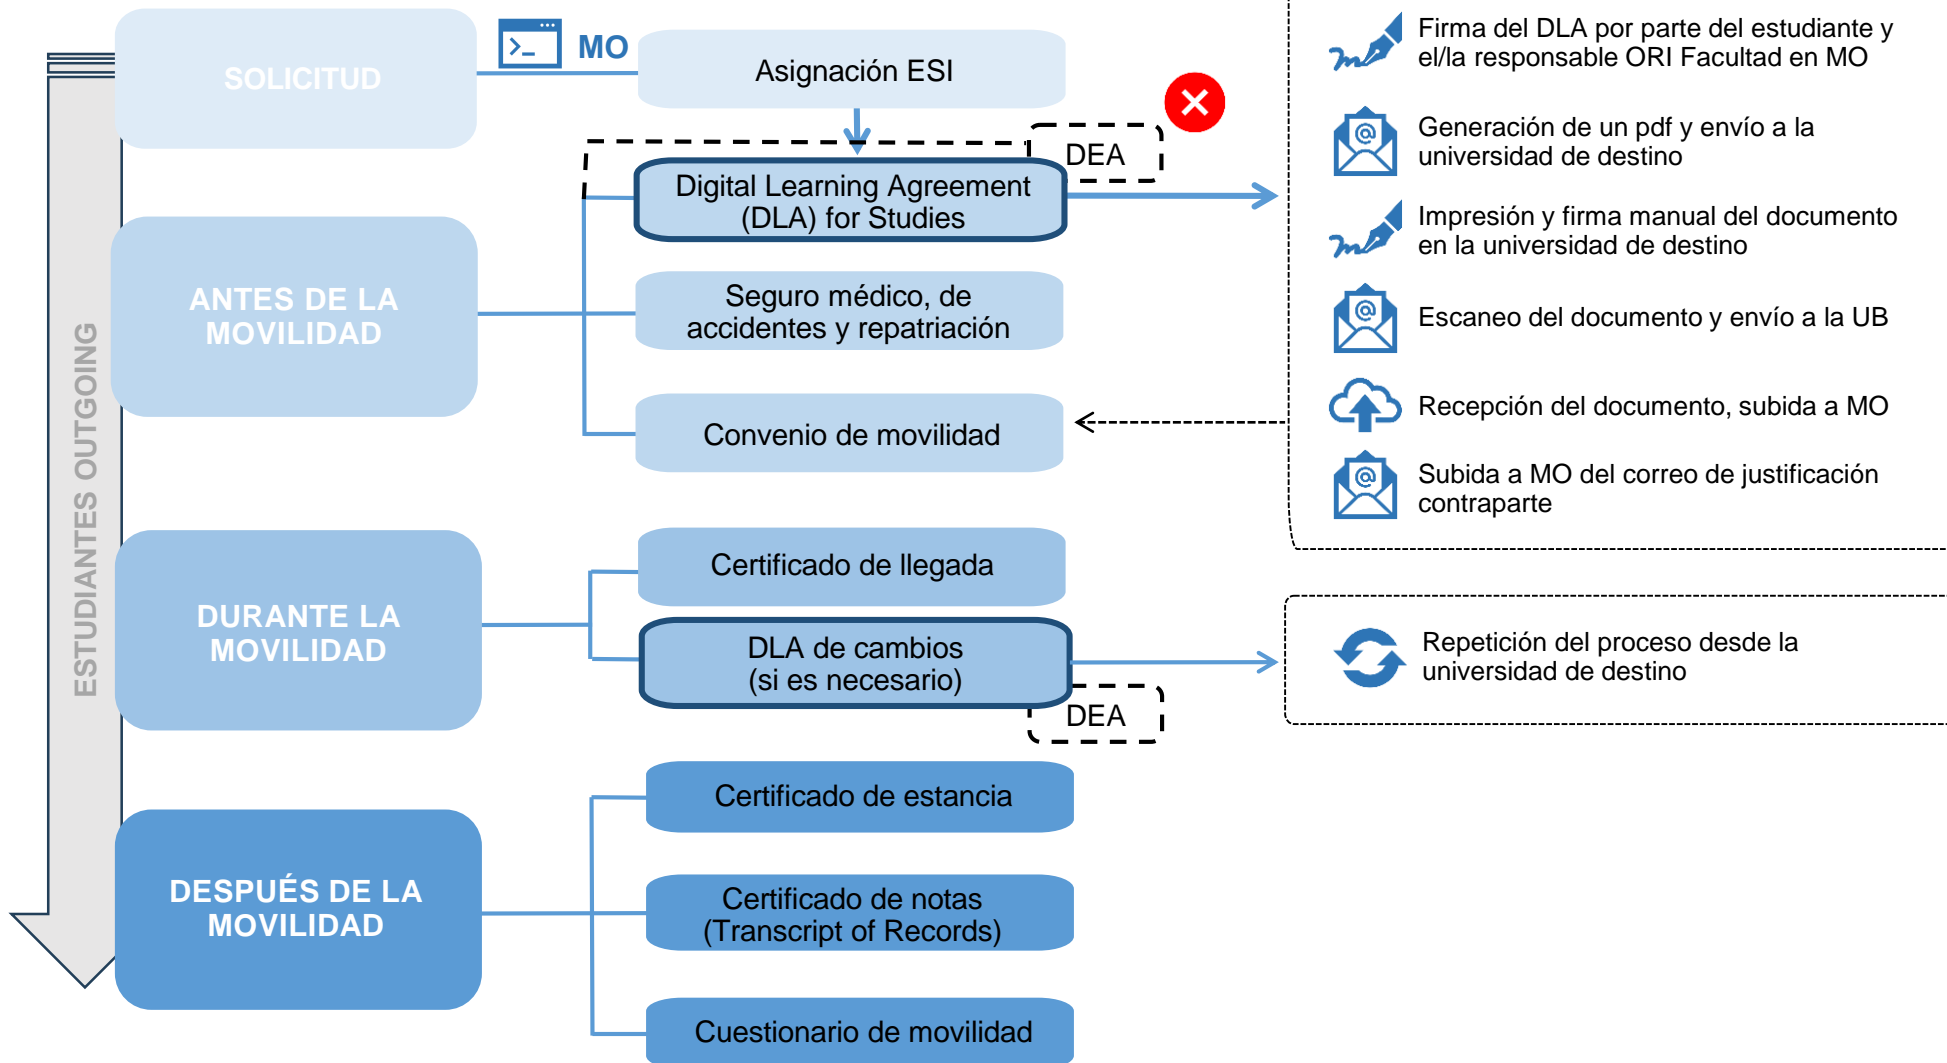 ESTUDIANTES OUTGOING
SOLICITUD
MO
Asignación ESI
DEA
ANTES DE LA
MOVILIDAD
Digital Learning Agreement
(DLA) for Studies
Seguro médico, de
accidentes y repatriación
Convenio de movilidad
Firma del DLA por parte del estudiante y
el/la responsable ORI Facultad en MO
Generación de un pdf y envío a la
universidad de destino
Impresión y firma manual del documento
en la universidad de destino
Escaneo del documento y envío a la UB
Recepción del documento, subida a MO
Subida a MO del correo de justificación
contraparte
DURANTE LA
MOVILIDAD
Certificado de llegada
DLA de cambios
(si es necesario)
DEA
Repetición del proceso desde la
universidad de destino
DESPUÉS DE LA
MOVILIDAD
Certificado de estancia
Certificado de notas
(Transcript of Records)
Cuestionario de movilidad